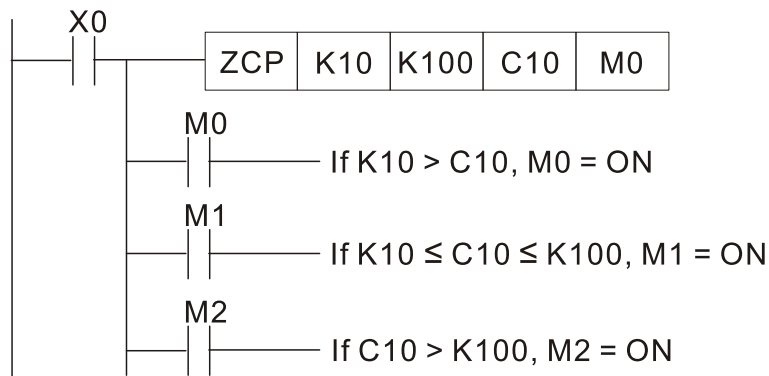 X0
ZCP K10 K100 C10 M0
M0
If K10 > C10, M0 = ON
M1
If K10 ≤ C10 ≤ K100, M1 = ON
M2
If C10 > K100, M2 = ON